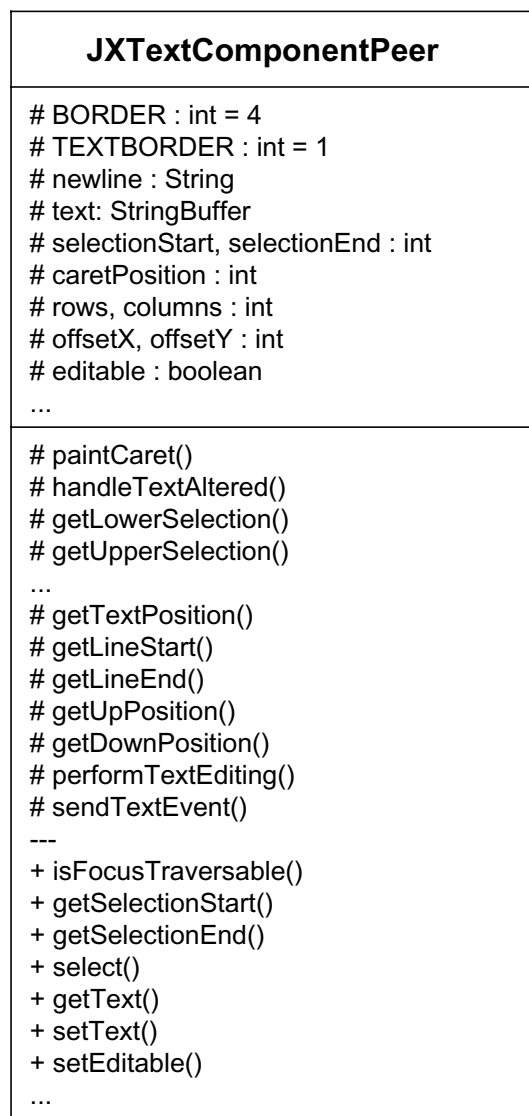 JXTextComponentPeer
# BORDER : int = 4
# TEXTBORDER : int = 1
# newline : String
# text: StringBuffer
# selectionStart, selectionEnd : int
# caretPosition : int
# rows, columns : int
# offsetX, offsetY : int
# editable : boolean
...
# paintCaret()
# handleTextAltered()
# getLowerSelection()
# getUpperSelection()
...
# getTextPosition()
# getLineStart()
# getLineEnd()
# getUpPosition()
# getDownPosition()
# performTextEditing()
# sendTextEvent()
---
+ isFocusTraversable()
+ getSelectionStart()
+ getSelectionEnd()
+ select()
+ getText()
+ setText()
+ setEditable()
...